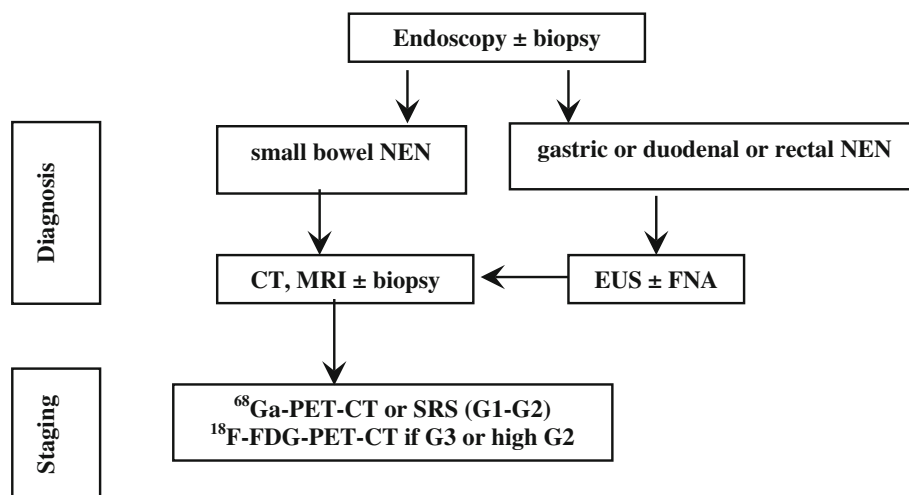 Endoscopy ± biopsy
small bowel NEN
gastric or duodenal or rectal NEN
Diagnosis
CT, MRI ± biopsy
EUS ± FNA
Staging
⁶⁸Ga-PET-CT or SRS (G1-G2)
¹⁸F-FDG-PET-CT if G3 or high G2